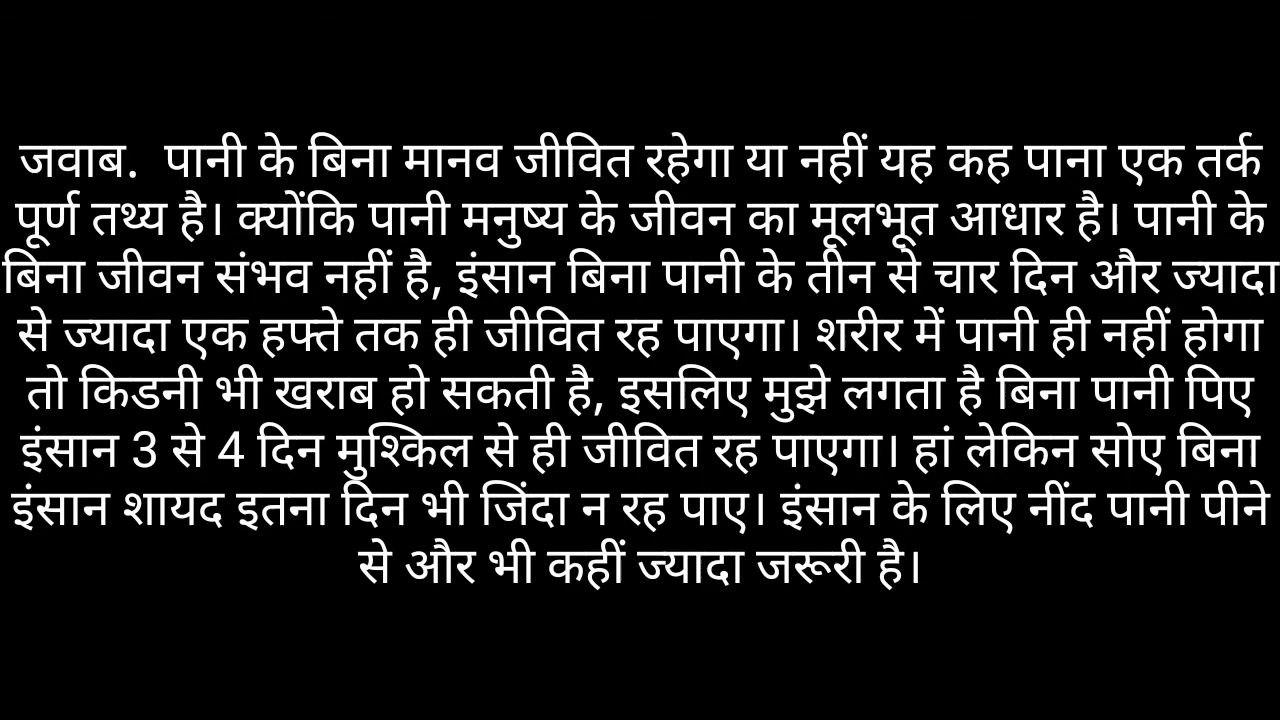 जवाब.  पानी के बिना मानव जीवित रहेगा या नहीं यह कह पाना एक तर्क
पूर्ण तथ्य है। क्योंकि पानी मनुष्य के जीवन का मूलभूत आधार है। पानी के
बिना जीवन संभव नहीं है, इंसान बिना पानी के तीन से चार दिन और ज्यादा
से ज्यादा एक हफ्ते तक ही जीवित रह पाएगा। शरीर में पानी ही नहीं होगा
तो किडनी भी खराब हो सकती है, इसलिए मुझे लगता है बिना पानी पिए
इंसान 3 से 4 दिन मुश्किल से ही जीवित रह पाएगा। हां लेकिन सोए बिना
इंसान शायद इतना दिन भी जिंदा न रह पाए। इंसान के लिए नींद पानी पीने
से और भी कहीं ज्यादा जरूरी है।